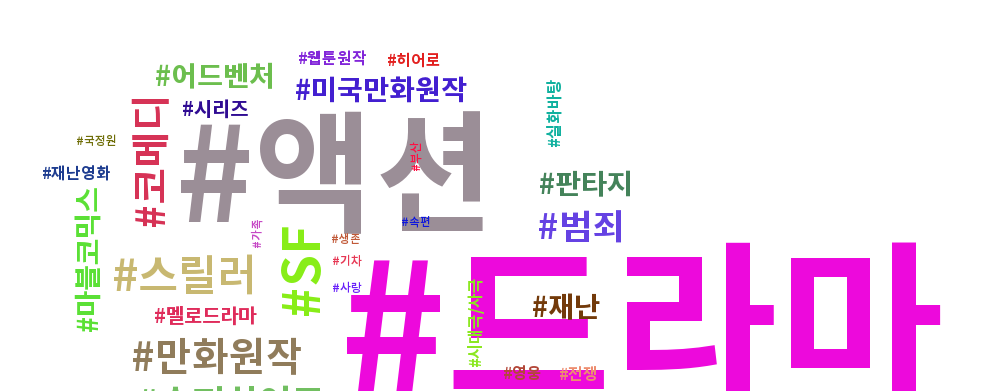 #웹툰원작
#히어로
#어드벤처
#미국만화원작
#시리즈
#실화바탕
#코메디
#액션
#국정원
#부산
#재난영화
#판타지
#마블코믹스
#속편
#범죄
#가족
#SF
#생존
#스릴러
#기차
#드라마
#사랑
#시대극/사극
#재난
#멜로드라마
#만화원작
#영웅
#전쟁